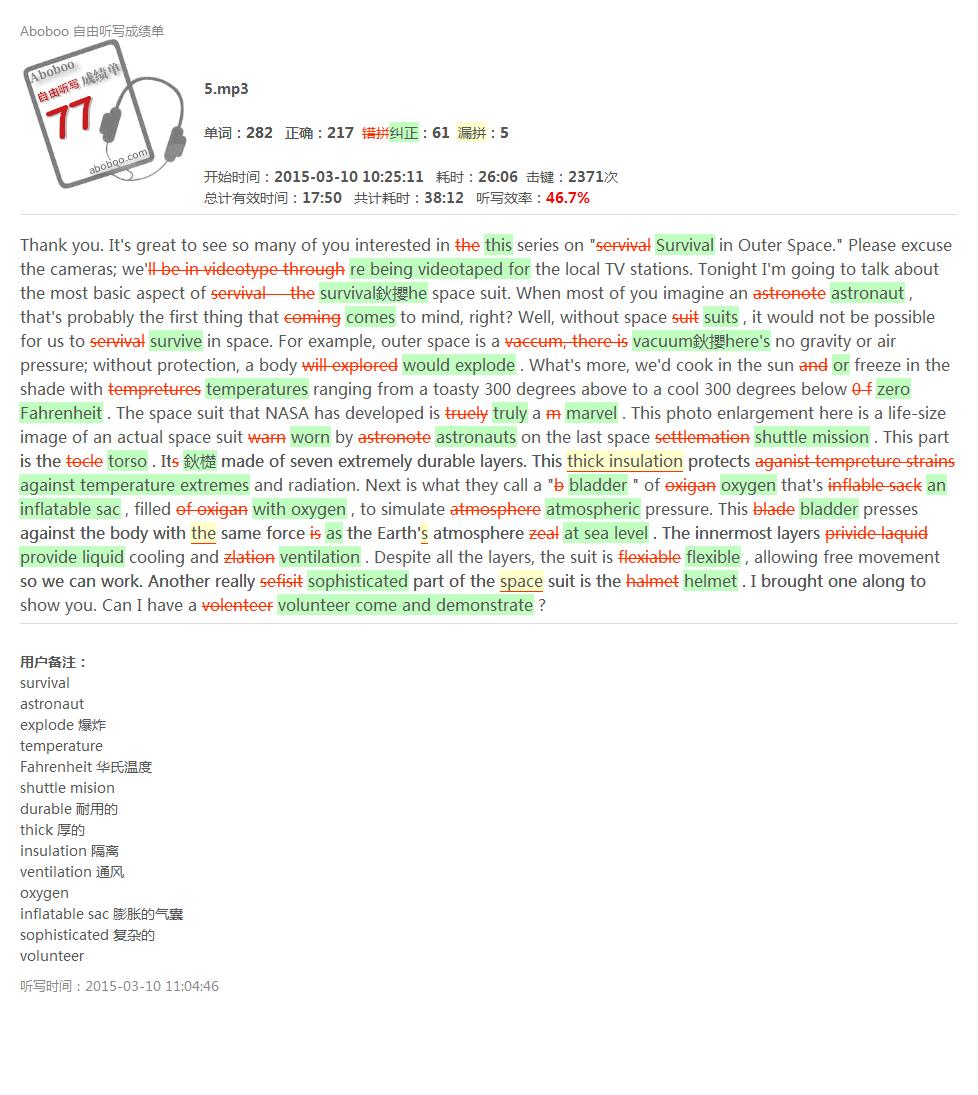 Aboboo 自由听写成绩单
Aboboo
自由听写 成绩单
77
aboboo.com
5.mp3
单词：282 正确：217 错拼纠正：61 漏拼：5
开始时间：2015-03-10 10:25:11 耗时：26:06 击键：2371次
总计有效时间：17:50 共计耗时：38:12 听写效率：46.7%
Thank you. It's great to see so many of you interested in the this series on "servival Survival in Outer Space." Please excuse
the cameras; we'll be in videotype through re being videotaped for the local TV stations. Tonight I'm going to talk about
the most basic aspect of servival the survival鈥攖he space suit. When most of you imagine an astronote astronaut ,
that's probably the first thing that coming comes to mind, right? Well, without space suit suits , it would not be possible
for us to servival survive in space. For example, outer space is a vaccum, there is vacuum鈥攖here's no gravity or air
pressure; without protection, a body will explored would explode . What's more, we'd cook in the sun and or freeze in the
shade with tempretures temperatures ranging from a toasty 300 degrees above to a cool 300 degrees below 0 f zero
Fahrenheit . The space suit that NASA has developed is truely truly a m marvel . This photo enlargement here is a life-size
image of an actual space suit warn worn by astronote astronauts on the last space settlemation shuttle mission . This part
is the tocle torso . Its 鈥檚 made of seven extremely durable layers. This thick insulation protects aganist tempreture strains
against temperature extremes and radiation. Next is what they call a "b bladder " of oxigan oxygen that's inflable sack an
inflatable sac , filled of oxigan with oxygen , to simulate atmosphere atmospheric pressure. This blade bladder presses
against the body with the same force is as the Earth's atmosphere zeal at sea level . The innermost layers privide laquid
provide liquid cooling and zlation ventilation . Despite all the layers, the suit is flexiable flexible , allowing free movement
so we can work. Another really sefisit sophisticated part of the space suit is the halmet helmet . I brought one along to
show you. Can I have a volenteer volunteer come and demonstrate ?
用户备注：
survival
astronaut
explode 爆炸
temperature
Fahrenheit 华氏温度
shuttle mision
durable 耐用的
thick 厚的
insulation 隔离
ventilation 通风
oxygen
inflatable sac 膨胀的气囊
sophisticated 复杂的
volunteer
听写时间：2015-03-10 11:04:46